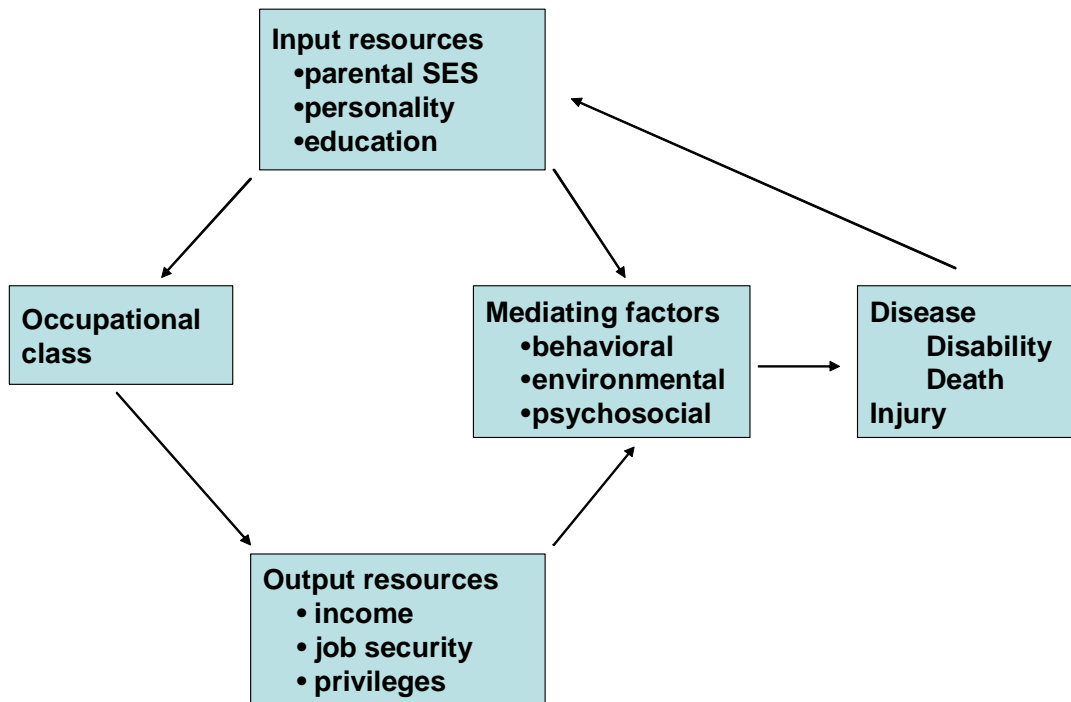 Input resources
•parental SES
•personality
•education
Occupational
class
Mediating factors
•behavioral
•environmental
•psychosocial
Disease
Disability
Death
Injury
Output resources
• income
• job security
• privileges